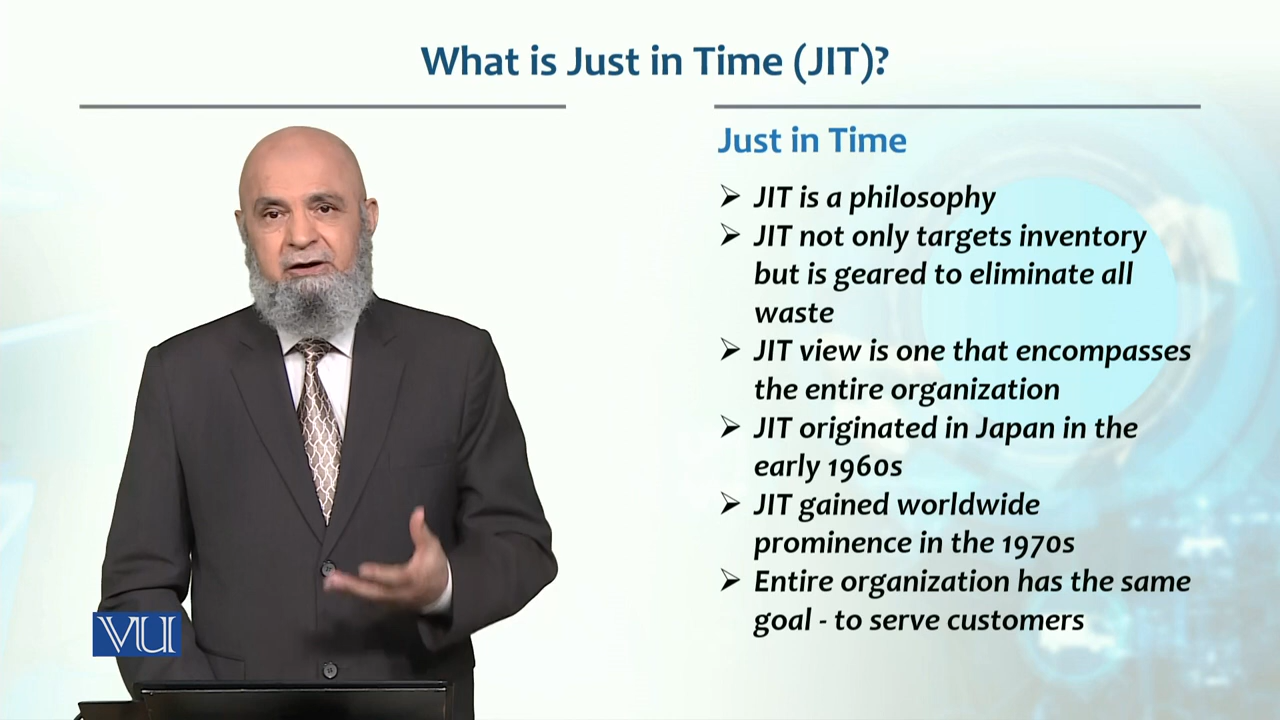 What is Just in Time (JIT)?
Just in Time
➢ JIT is a philosophy
➢ JIT not only targets inventory
but is geared to eliminate all
waste
➢ JIT view is one that encompasses
the entire organization
➢ JIT originated in Japan in the
early 1960s
➢ JIT gained worldwide
prominence in the 1970s
➢ Entire organization has the same
goal - to serve customers
VU